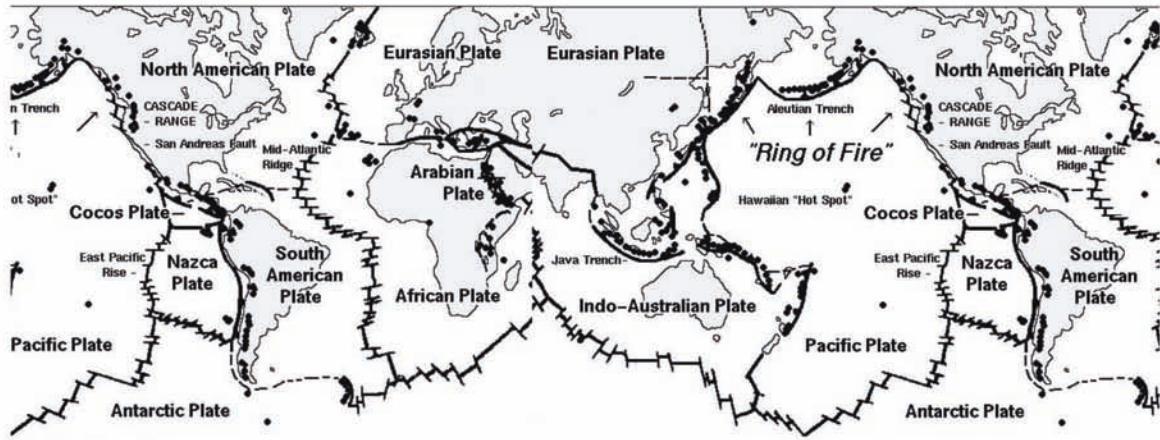 Eurasian Plate
Eurasian Plate
North American Plate
North American Plate
n Trench
CASCADE
- RANGE
- San Andreas Fault
Mid-Atlantic
Ridge
Aleutian Trench
"Ring of Fire"
CASCADE
- RANGE
- San Andreas Fault
Mid-Atlantic
Ridge
Arabian
Plate
ot Spot"
Hawaiian "Hot Spot"
Cocos Plate
Cocos Plate
East Pacific
Rise -
Nazca
Plate
South
American
Plate
African Plate
Java Trench-
Indo-Australian Plate
East Pacific
Rise -
Nazca
Plate
South
American
Plate
Pacific Plate
Pacific Plate
Antarctic Plate
Antarctic Plate